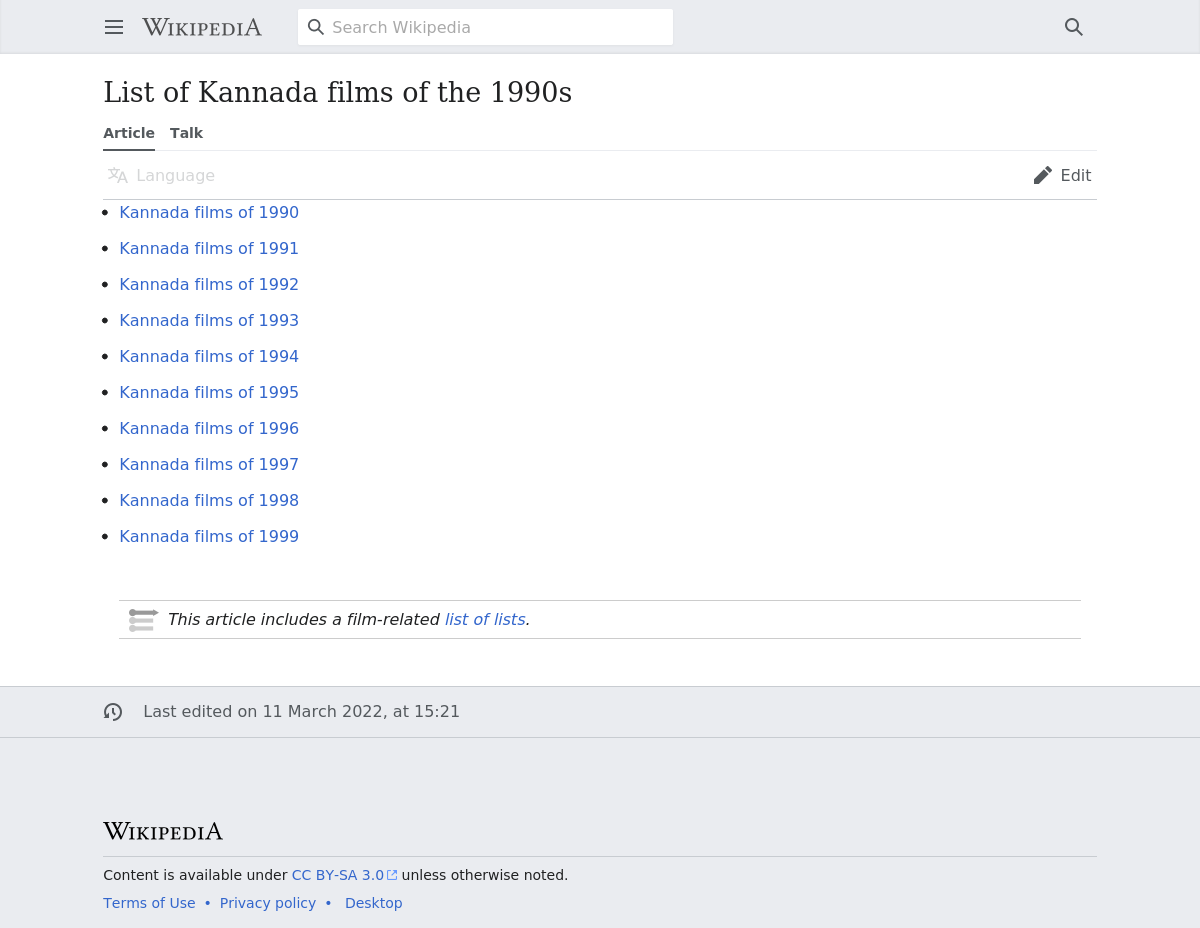 WIKIPEDIA Search Wikipedia
List of Kannada films of the 1990s
Article Talk
Language Edit
• Kannada films of 1990
• Kannada films of 1991
• Kannada films of 1992
• Kannada films of 1993
• Kannada films of 1994
• Kannada films of 1995
• Kannada films of 1996
• Kannada films of 1997
• Kannada films of 1998
• Kannada films of 1999
This article includes a film-related list of lists.
Last edited on 11 March 2022, at 15:21
WIKIPEDIA
Content is available under CC BY-SA 3.0 unless otherwise noted.
Terms of Use • Privacy policy • Desktop